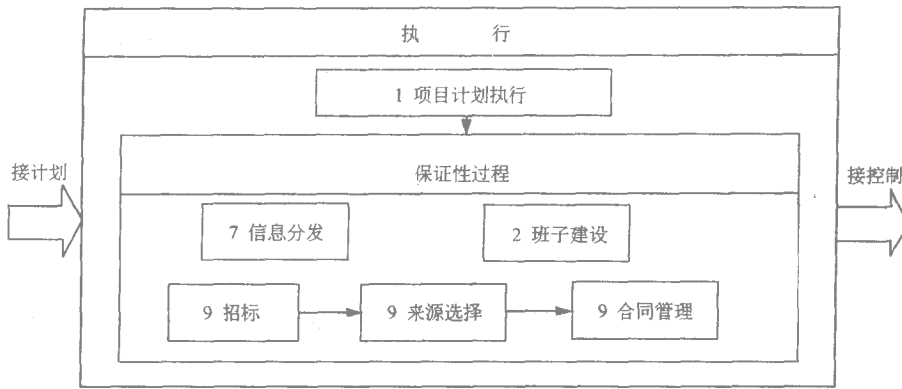 执 行
1 项目计划执行
接计划
保证性过程
接控制
7 信息分发
2 班子建设
9 招标
9 来源选择
9 合同管理